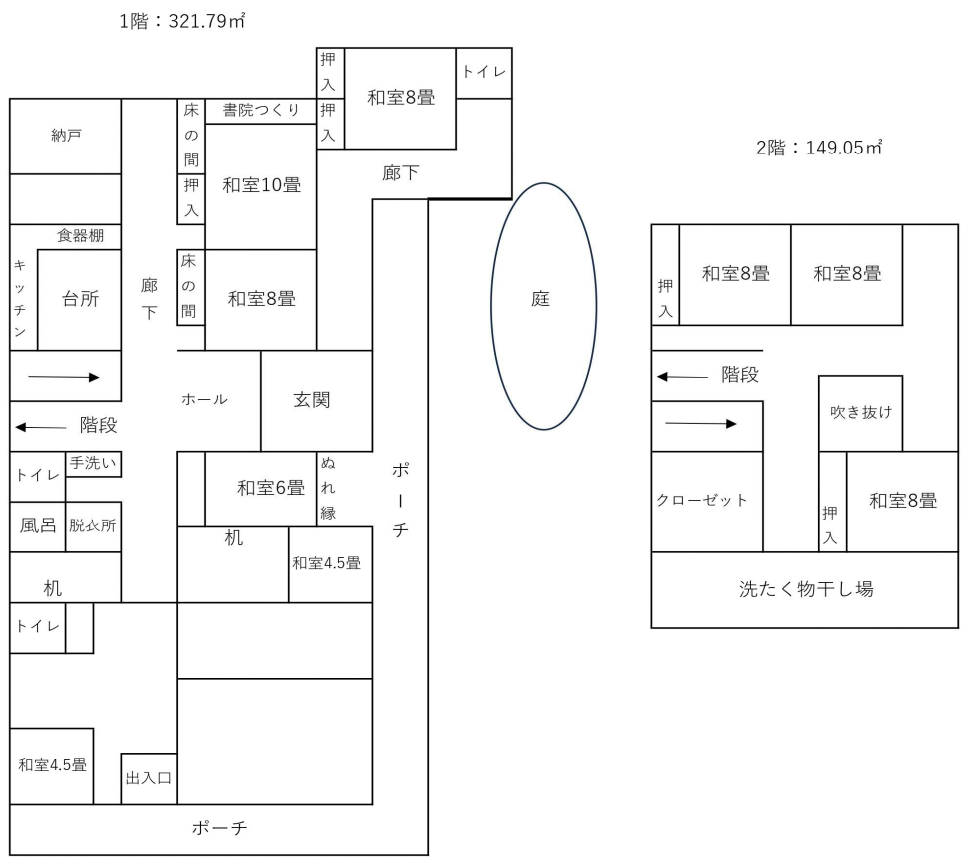 1階：321.79㎡
押入
和室8畳
トイレ
納戸
床の間
書院つくり
押入
和室10畳
押入
廊下
食器棚
キッチン
台所
廊下
床の間
和室8畳
庭
ホール
玄関
階段
トイレ
手洗い
和室6畳
ぬれ縁
ポーチ
風呂
脱衣所
机
和室4.5畳
机
トイレ
和室4.5畳
出入口
ポーチ
2階：149.05㎡
押入
和室8畳
和室8畳
階段
吹き抜け
クローゼット
押入
和室8畳
洗たく物干し場